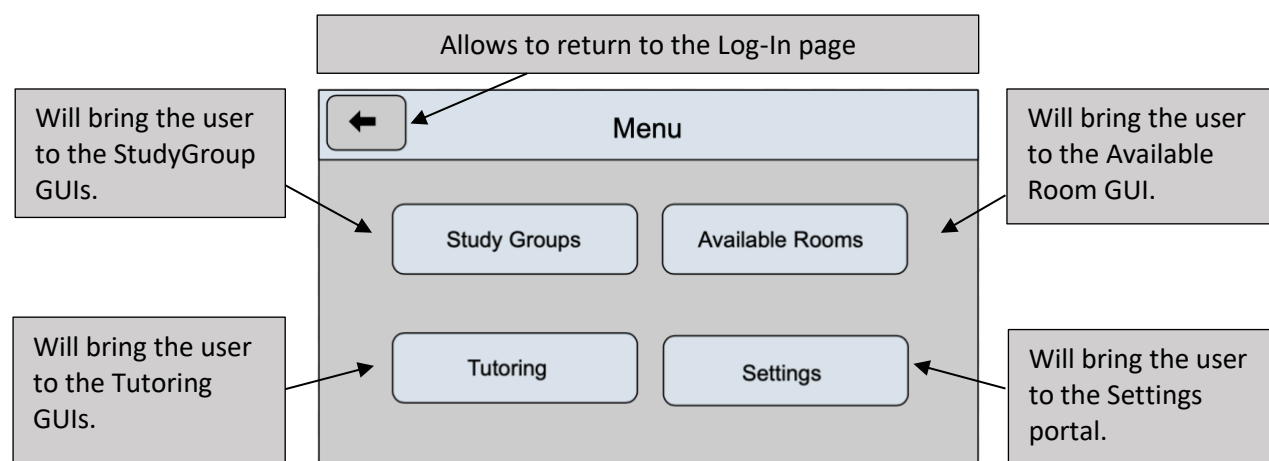 Allows to return to the Log-In page
Will bring the user
to the StudyGroup
GUIs.
Menu
Will bring the user
to the Available
Room GUI.
Study Groups
Available Rooms
Will bring the user
to the Tutoring
GUIs.
Tutoring
Settings
Will bring the user
to the Settings
portal.